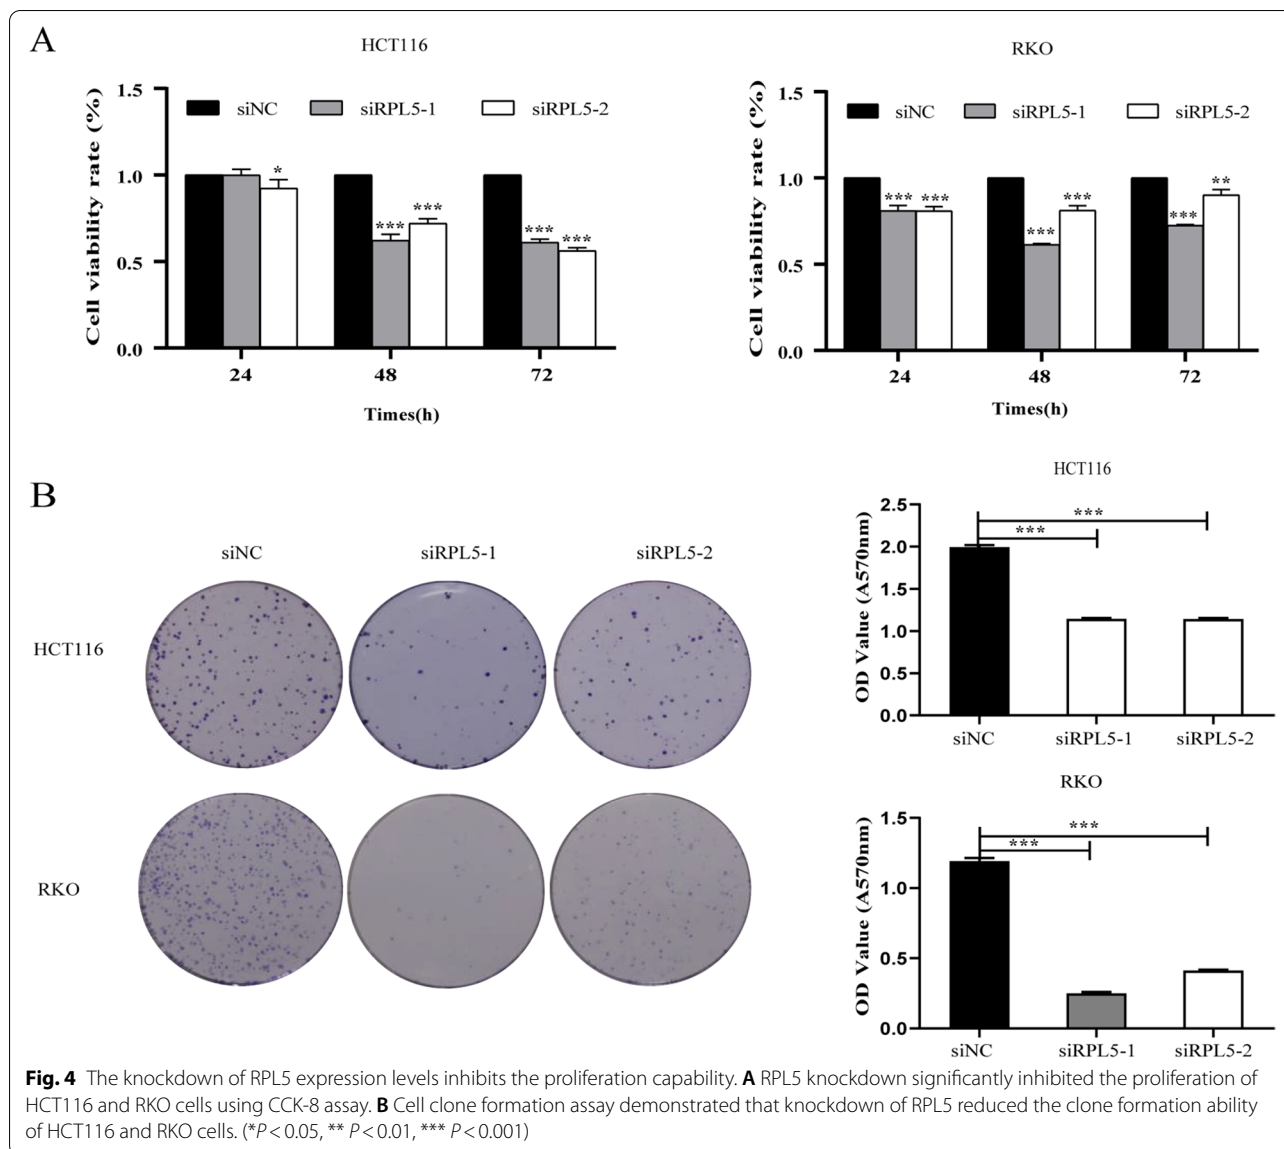 A
HCT116
Cell viability rate (%)
1.5
1.0
0.5
0.0
siNC
siRPL5-1
siRPL5-2
*
***
***
***
***
24
48
72
Times(h)
RKO
Cell viability rate (%)
1.5
1.0
0.5
0.0
siNC
siRPL5-1
siRPL5-2
***
***
***
***
***
**
24
48
72
Times(h)
B
siNC
siRPL5-1
siRPL5-2
HCT116
RKO
HCT116
OD Value (A570nm)
2.5
2.0
1.5
1.0
0.5
0.0
***
***
siNC
siRPL5-1
siRPL5-2
RKO
OD Value (A570nm)
1.5
1.0
0.5
0.0
***
***
siNC
siRPL5-1
siRPL5-2
Fig. 4 The knockdown of RPL5 expression levels inhibits the proliferation capability. A RPL5 knockdown significantly inhibited the proliferation of
HCT116 and RKO cells using CCK-8 assay. B Cell clone formation assay demonstrated that knockdown of RPL5 reduced the clone formation ability
of HCT116 and RKO cells. (*P < 0.05, ** P < 0.01, *** P < 0.001)